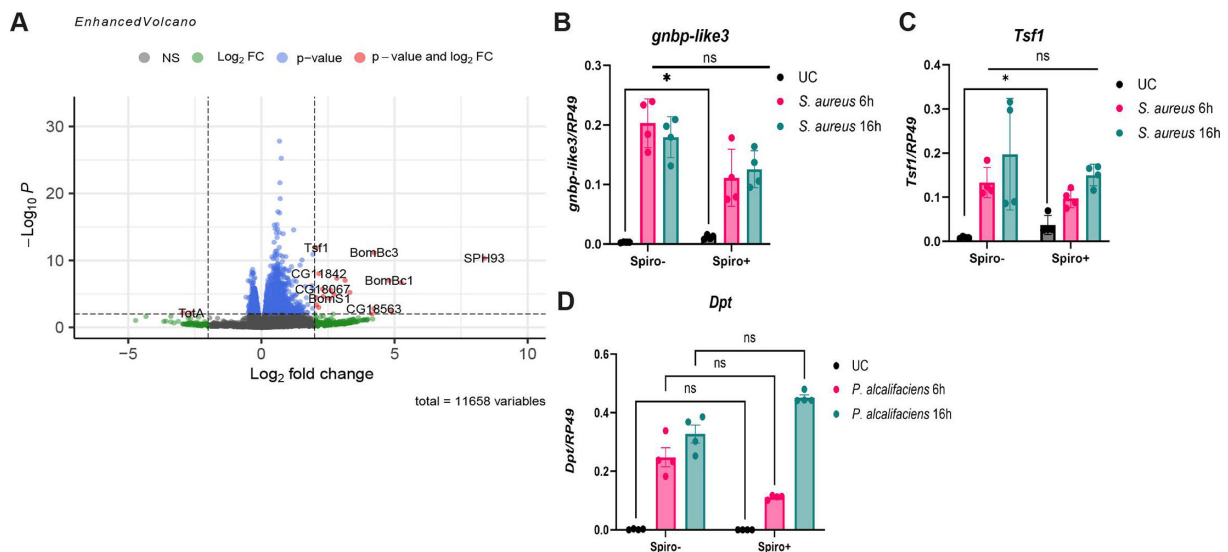 A
EnhancedVolcano
NS
Log2 FC
p−value
p − value and log2 FC
−Log10 P
30
20
10
0
Tsf1
BomBc3
SPH93
CG11842
BomBc1
CG18067
BomS1
CG18563
TotA
−5
0
5
10
Log2 fold change
total = 11658 variables
B
gnbp-like3
ns
*
UC
S. aureus 6h
S. aureus 16h
gnbp-like3/RP49
0.3
0.2
0.1
0.0
Spiro-
Spiro+
C
Tsf1
ns
*
UC
S. aureus 6h
S. aureus 16h
Tsf1/RP49
0.4
0.3
0.2
0.1
0.0
Spiro-
Spiro+
D
Dpt
ns
ns
ns
UC
P. alcalifaciens 6h
P. alcalifaciens 16h
Dpt/RP49
0.6
0.4
0.2
0.0
Spiro-
Spiro+